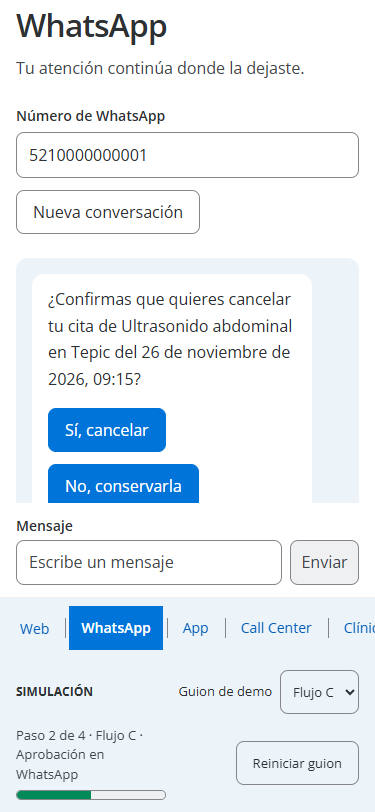 WhatsApp
Tu atención continúa donde la dejaste.
Número de WhatsApp
5210000000001
Nueva conversación
¿Confirmas que quieres cancelar
tu cita de Ultrasonido abdominal
en Tepic del 26 de noviembre de
2026, 09:15?
Sí, cancelar
No, conservarla
Mensaje
Escribe un mensaje
Enviar
Web
WhatsApp
App
Call Center
Clínic
SIMULACIÓN
Guion de demo
Flujo C
Paso 2 de 4 · Flujo C ·
Aprobación en
WhatsApp
Reiniciar guion